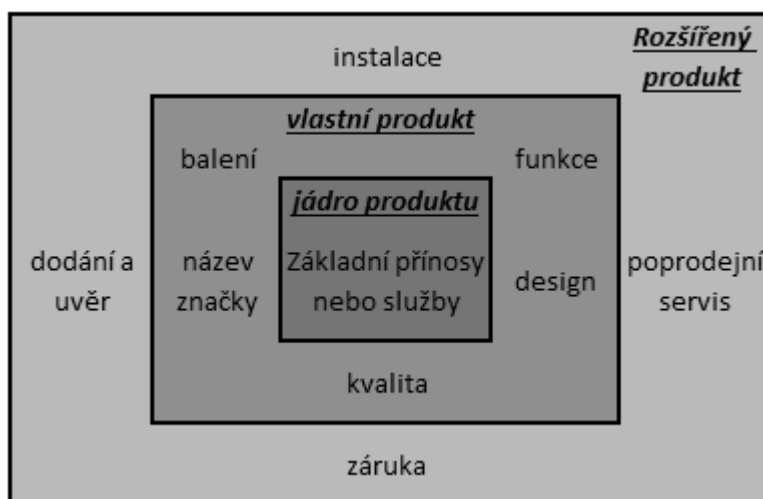 Rozšířený
produkt
instalace
vlastní produkt
balení
funkce
jádro produktu
Základní přínosy
nebo služby
dodání a
uvěr
název
značky
design
poprodejní
servis
kvalita
záruka